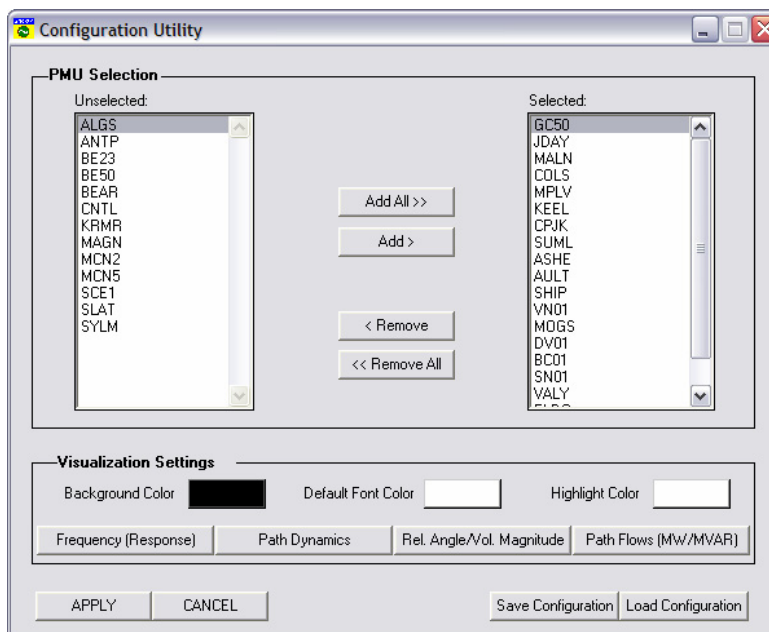 Configuration Utility
PMU Selection
Unselected:
ALGS
ANTP
BE23
BE50
BEAR
CNTL
KRMR
MAGN
MCN2
MCN5
SCE1
SLAT
SYLM
Add All >>
Add >
< Remove
<< Remove All
Selected:
GC50
JDAY
MALN
COLS
MPLV
KEEL
CPJK
SUML
ASHE
AULT
SHIP
VN01
MOGS
DV01
BC01
SN01
VALY
Visualization Settings
Background Color
Default Font Color
Highlight Color
Frequency (Response)
Path Dynamics
Rel. Angle/Vol. Magnitude
Path Flows (MW/MVAR)
APPLY
CANCEL
Save Configuration
Load Configuration